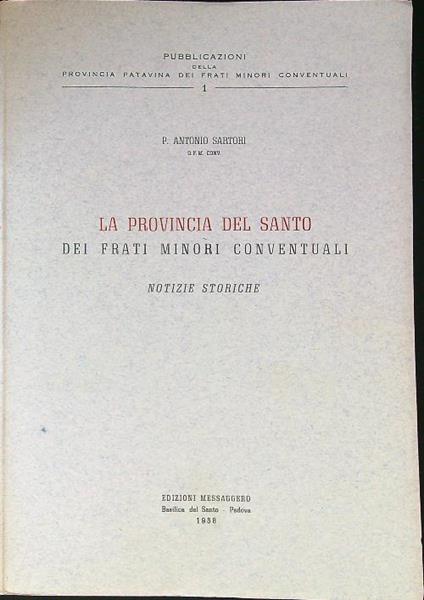 PUBBLICAZIONI
DELLA
PROVINCIA PATAVINA DEI FRATI MINORI CONVENTUALI
1
P. ANTONIO SARTORI
O.F.M. CONV.
LA PROVINCIA DEL SANTO
DEI FRATI MINORI CONVENTUALI
NOTIZIE STORICHE
EDIZIONI MESSAGGERO
Basilica del Santo - Padova
1958